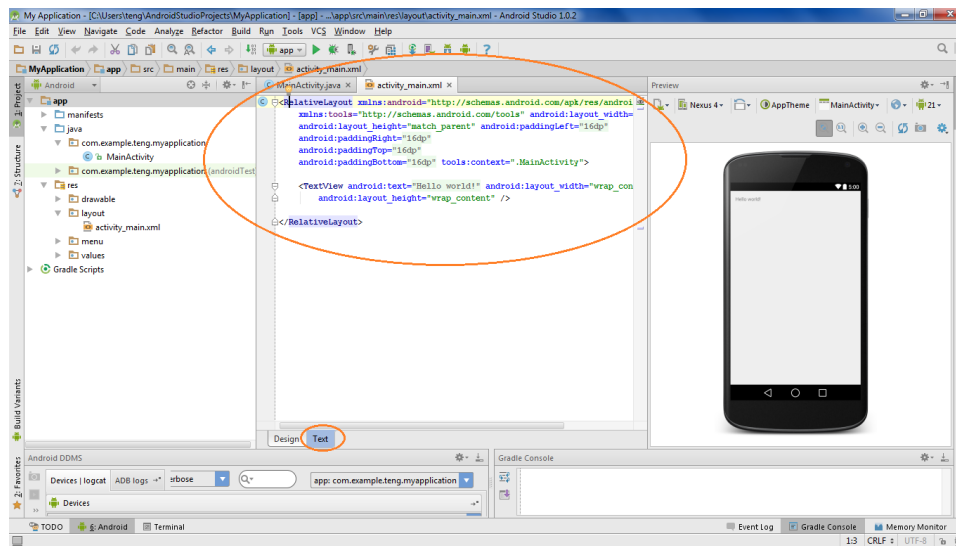 My Application - [C:\Users\teng\AndroidStudioProjects\MyApplication] - [app] - ...\app\src\main\res\layout\activity_main.xml - Android Studio 1.0.2
File Edit View Navigate Code Analyze Refactor Build Run Tools VCS Window Help
app
MyApplication app src main res layout activity_main.xml
1: Project
Android
MainActivity.java
activity_main.xml
Preview
app
manifests
java
com.example.teng.myapplication
MainActivity
com.example.teng.myapplication (androidTest
res
drawable
layout
activity_main.xml
menu
values
Gradle Scripts
<RelativeLayout xmlns:android="http://schemas.android.com/apk/res/androi
xmlns:tools="http://schemas.android.com/tools" android:layout_width=
android:layout_height="match_parent" android:paddingLeft="16dp"
android:paddingRight="16dp"
android:paddingTop="16dp"
android:paddingBottom="16dp" tools:context=".MainActivity">
<TextView android:text="Hello world!" android:layout_width="wrap_con
android:layout_height="wrap_content" />
</RelativeLayout>
Nexus 4 AppTheme MainActivity 21
5:00
Hello world!
7: Structure
Build Variants
2: Favorites
Design Text
Android DDMS
Devices | logcat ADB logs erbose app: com.example.teng.myapplication
Devices
Gradle Console
TODO 6: Android Terminal Event Log Gradle Console Memory Monitor
1:3 CRLF UTF-8